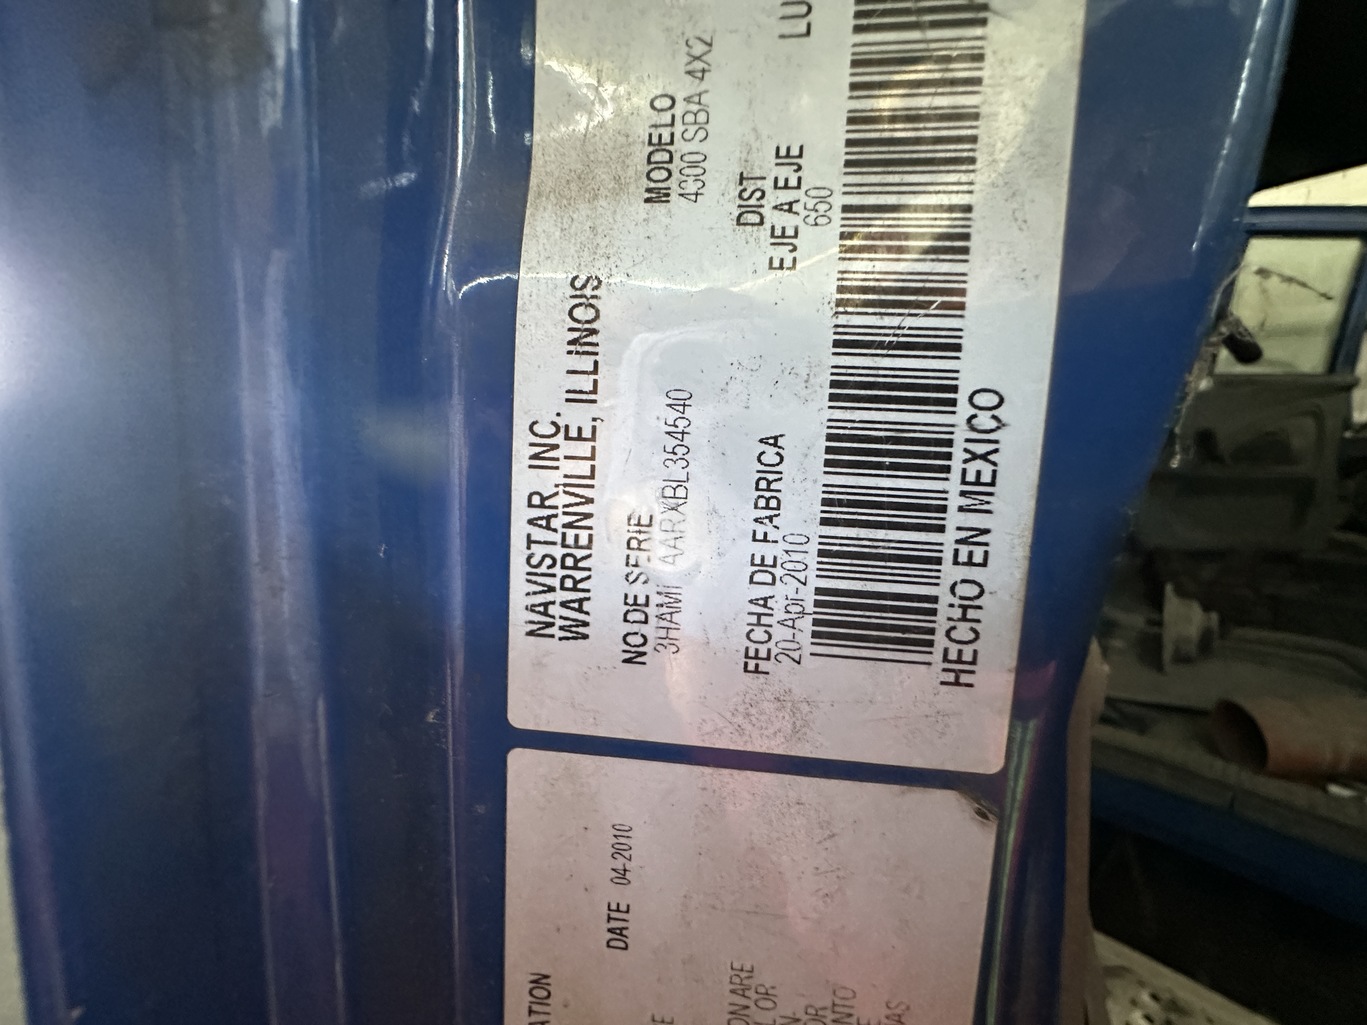 NAVISTAR, INC.
WARRENVILLE, ILLINOIS
NO DE SERIE
MODELO
4300 SBA 4X2
FECHA DE FABRICA
20-Apr-2010
DIST
EJE A EJE
650
LU
HECHO EN MEXICO
DATE 04-2010